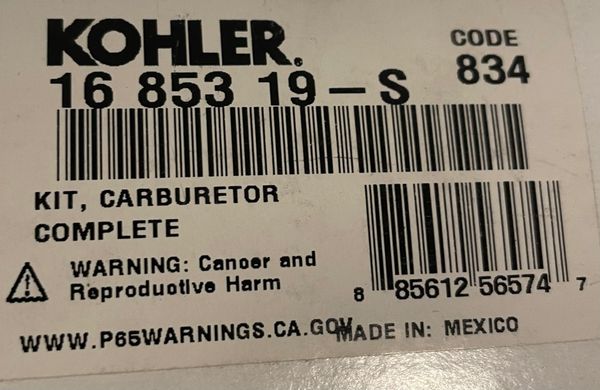 KOHLER.
CODE
834
16 853 19-S
KIT, CARBURETOR
COMPLETE
WARNING: Cancer and
Reproductive Harm
8 85612 56574 7
WWW.P65WARNINGS.CA.GOV
MADE IN: MEXICO